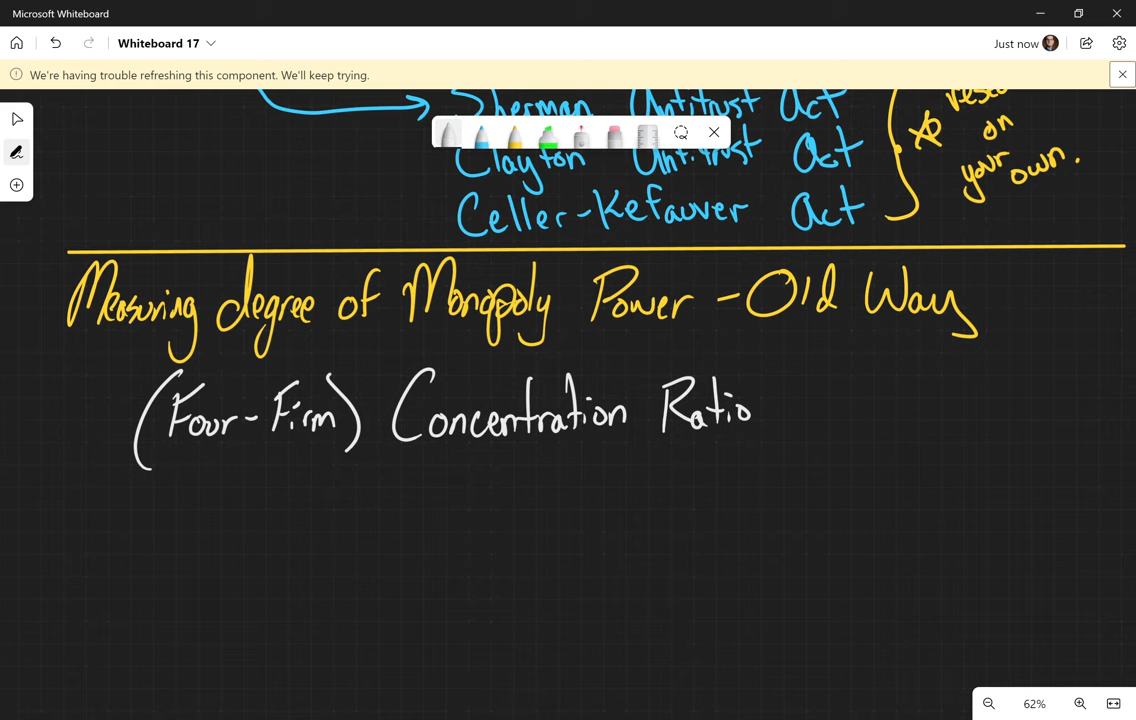 Microsoft Whiteboard
Whiteboard 17
Just now
We're having trouble refreshing this component. We'll keep trying.
Sherman Antitrust Act
Clayton Antitrust Act
Celler-Kefauver Act
on
your
own.
Measuring degree of Monopoly Power - Old Way
(Four-Firm) Concentration Ratio
62%